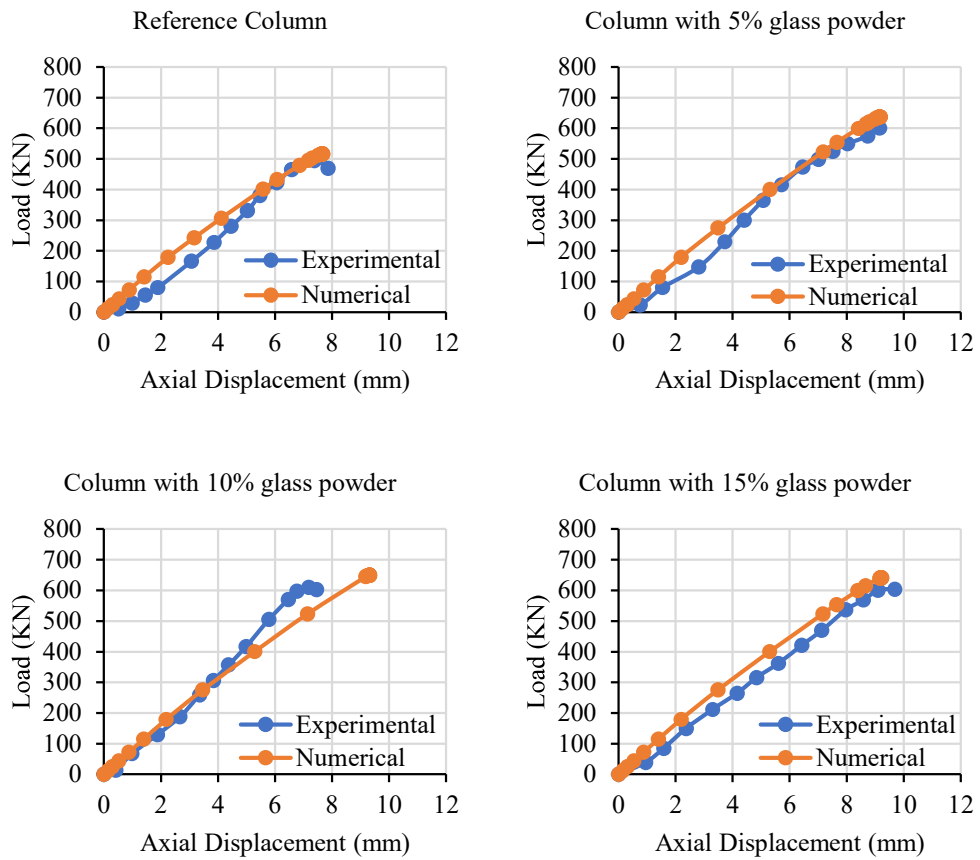 Reference Column
800
700
600
500
400
300
200
100
0
Load (KN)
Experimental
Numerical
0 2 4 6 8 10 12
Axial Displacement (mm)
Column with 5% glass powder
800
700
600
500
400
300
200
100
0
Load (KN)
Experimental
Numerical
0 2 4 6 8 10 12
Axial Displacement (mm)
Column with 10% glass powder
800
700
600
500
400
300
200
100
0
Load (KN)
Experimental
Numerical
0 2 4 6 8 10 12
Axial Displacement (mm)
Column with 15% glass powder
800
700
600
500
400
300
200
100
0
Load (KN)
Experimental
Numerical
0 2 4 6 8 10 12
Axial Displacement (mm)